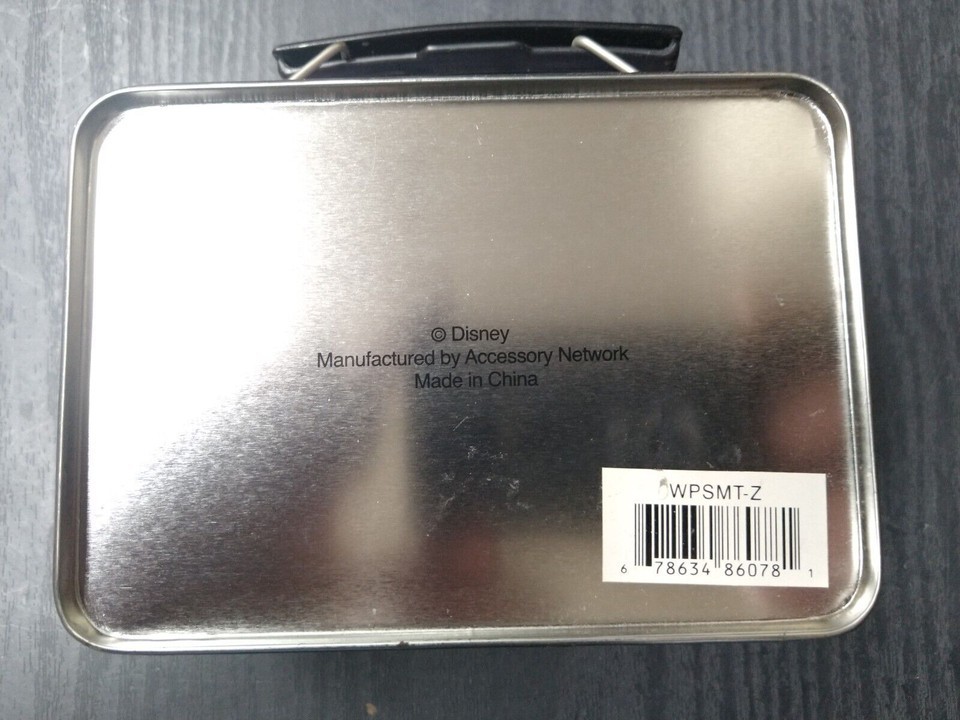 © Disney
Manufactured by Accessory Network
Made in China
WPSMT-Z
6 78634 86078 1